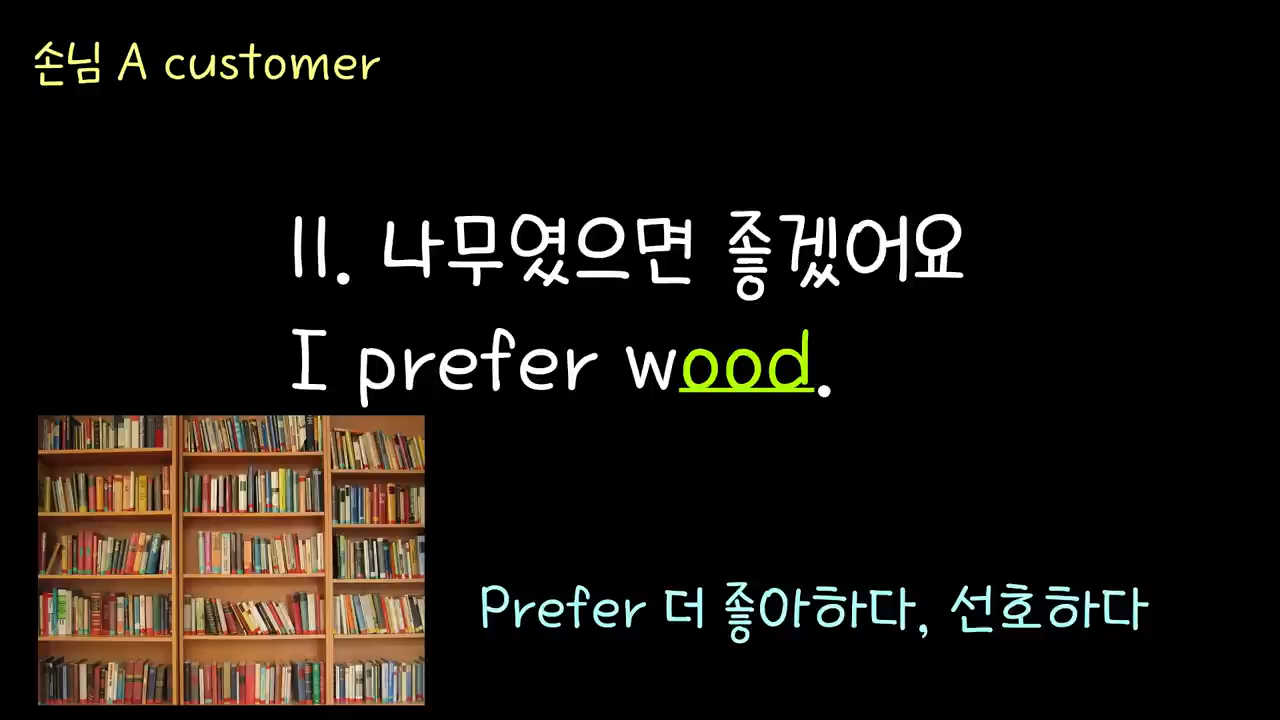 손님 A customer
11. 나무였으면 좋겠어요
I prefer wood.
Prefer 더 좋아하다, 선호하다